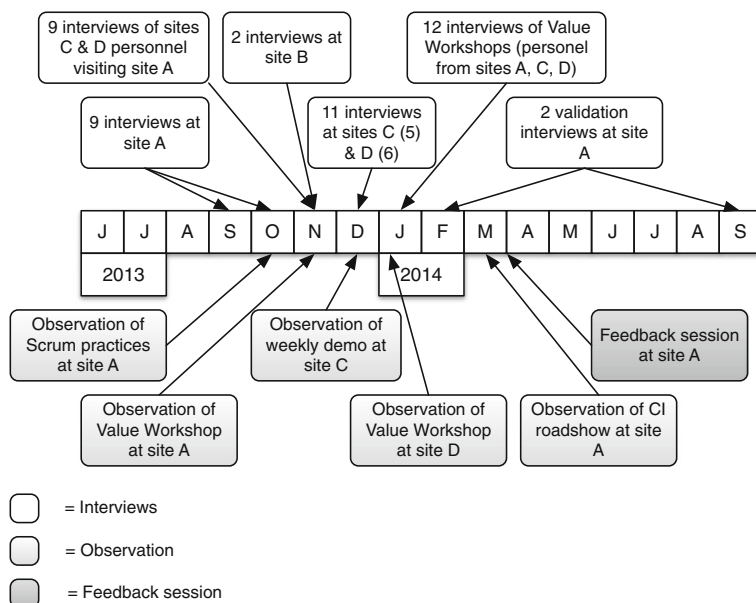 9 interviews of sites
C & D personnel
visiting site A
2 interviews at
site B
12 interviews of Value
Workshops (personel
from sites A, C, D)
9 interviews at
site A
11 interviews
at sites C (5)
& D (6)
2 validation
interviews at site
A
J J A S O N D J F M A M J J A S
2013 2014
Observation of
Scrum practices
at site A
Observation of
weekly demo at
site C
Feedback session
at site A
Observation of
Value Workshop
at site A
Observation of
Value Workshop
at site D
Observation of CI
roadshow at site
A
= Interviews
= Observation
= Feedback session